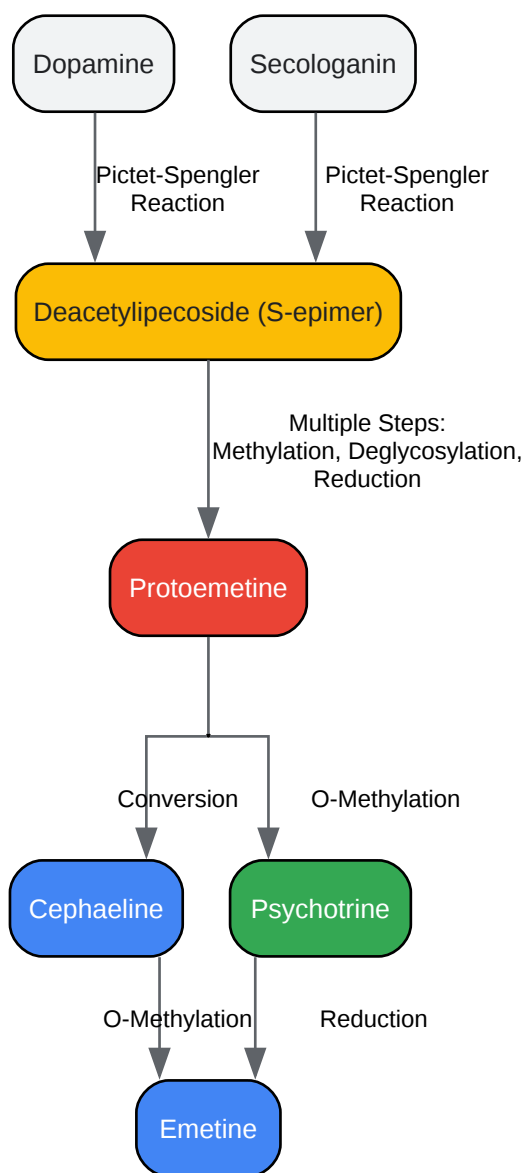 Dopamine
Secologanin
Pictet-Spengler
Reaction
Pictet-Spengler
Reaction
Deacetylipecoside (S-epimer)
Multiple Steps:
Methylation, Deglycosylation,
Reduction
Protoemetine
Conversion
O-Methylation
Cephaeline
Psychotrine
O-Methylation
Reduction
Emetine